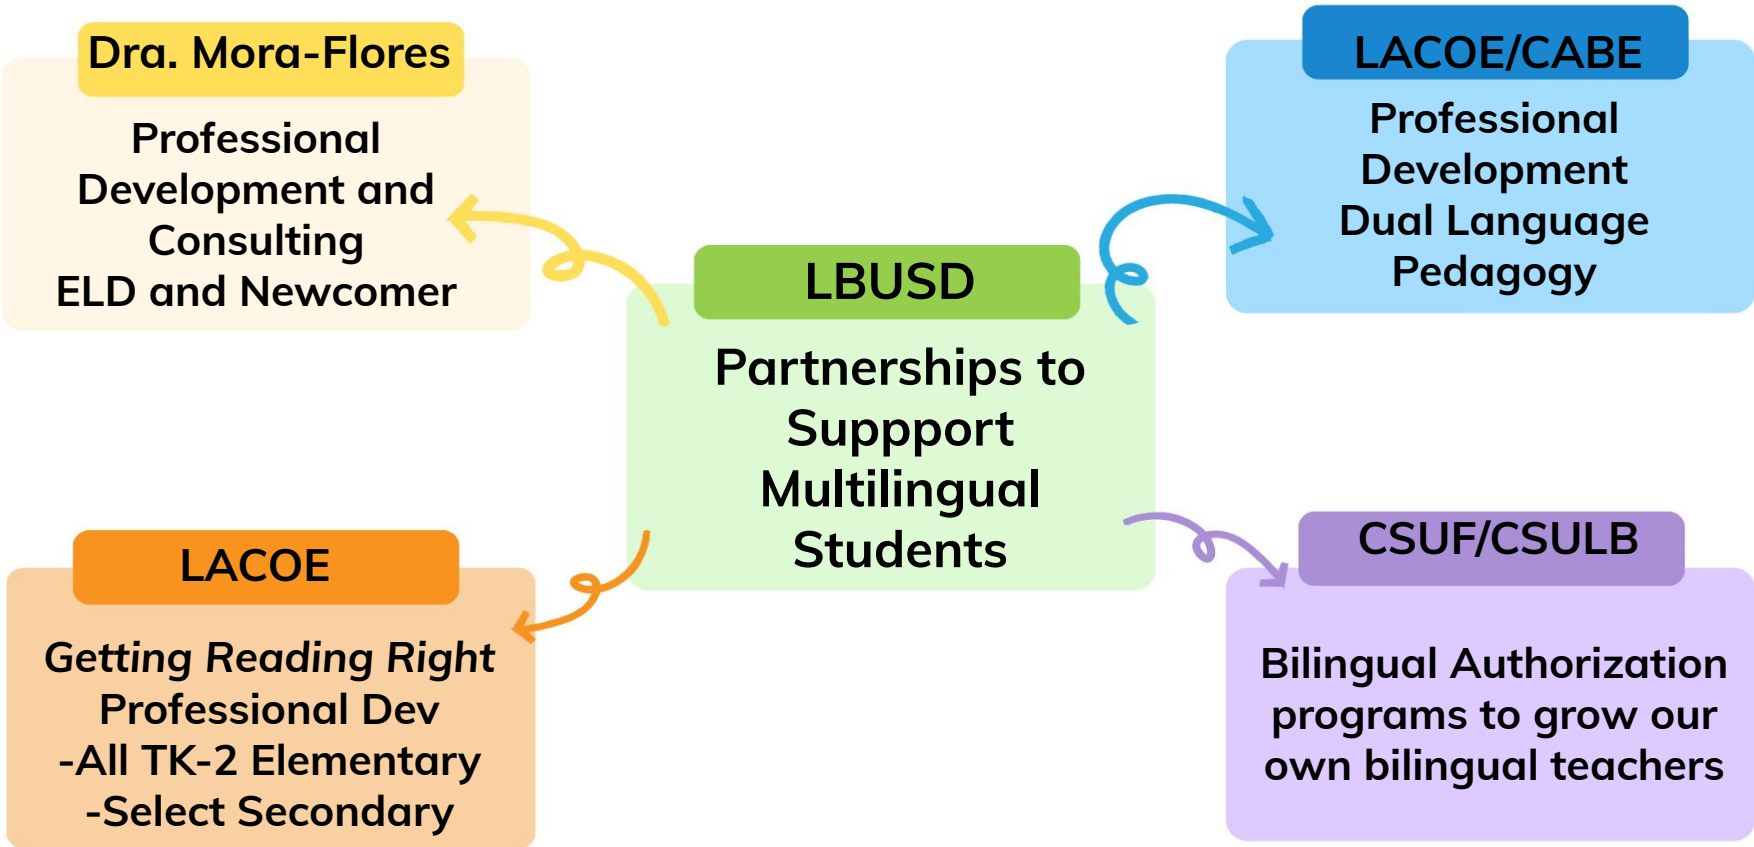 Dra. Mora-Flores
Professional
Development and
Consulting
ELD and Newcomer
LACOE/CABE
Professional
Development
Dual Language
Pedagogy
LBUSD
Partnerships to
Suppport
Multilingual
Students
LACOE
Getting Reading Right
Professional Dev
-All TK-2 Elementary
-Select Secondary
CSUF/CSULB
Bilingual Authorization
programs to grow our
own bilingual teachers